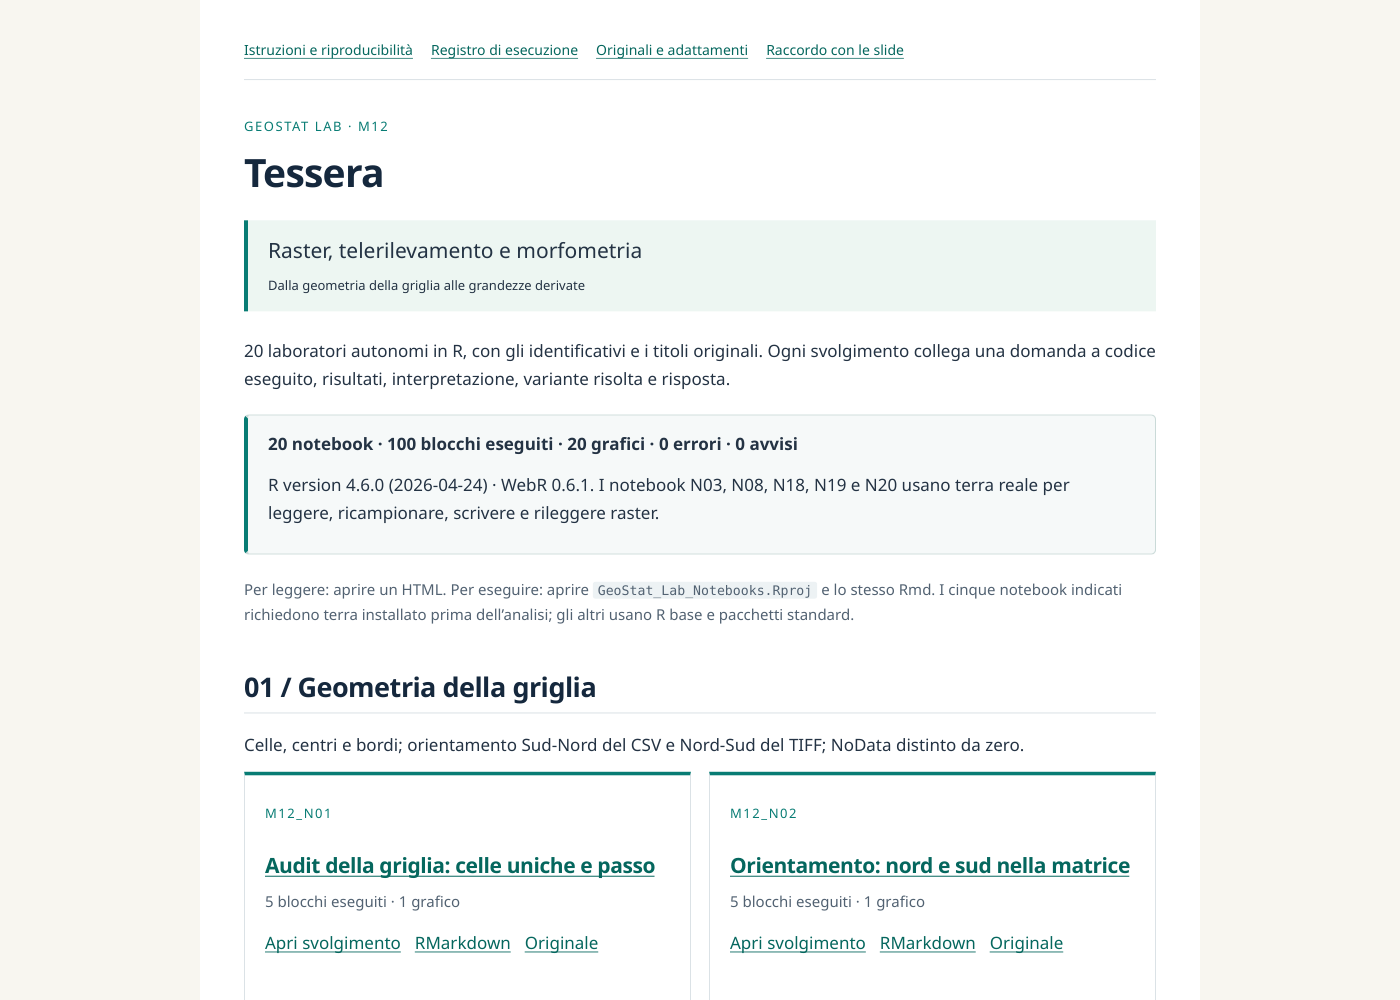 Istruzioni e riproducibilità Registro di esecuzione Originali e adattamenti Raccordo con le slide
GEOSTAT LAB · M12
Tessera
Raster, telerilevamento e morfometria
Dalla geometria della griglia alle grandezze derivate
20 laboratori autonomi in R, con gli identificativi e i titoli originali. Ogni svolgimento collega una domanda a codice
eseguito, risultati, interpretazione, variante risolta e risposta.
20 notebook · 100 blocchi eseguiti · 20 grafici · 0 errori · 0 avvisi
R version 4.6.0 (2026-04-24) · WebR 0.6.1. I notebook N03, N08, N18, N19 e N20 usano terra reale per
leggere, ricampionare, scrivere e rileggere raster.
Per leggere: aprire un HTML. Per eseguire: aprire GeoStat_Lab_Notebooks.Rproj e lo stesso Rmd. I cinque notebook indicati
richiedono terra installato prima dell’analisi; gli altri usano R base e pacchetti standard.
01 / Geometria della griglia
Celle, centri e bordi; orientamento Sud-Nord del CSV e Nord-Sud del TIFF; NoData distinto da zero.
M12_N01
Audit della griglia: celle uniche e passo
5 blocchi eseguiti · 1 grafico
Apri svolgimento RMarkdown Originale
M12_N02
Orientamento: nord e sud nella matrice
5 blocchi eseguiti · 1 grafico
Apri svolgimento RMarkdown Originale